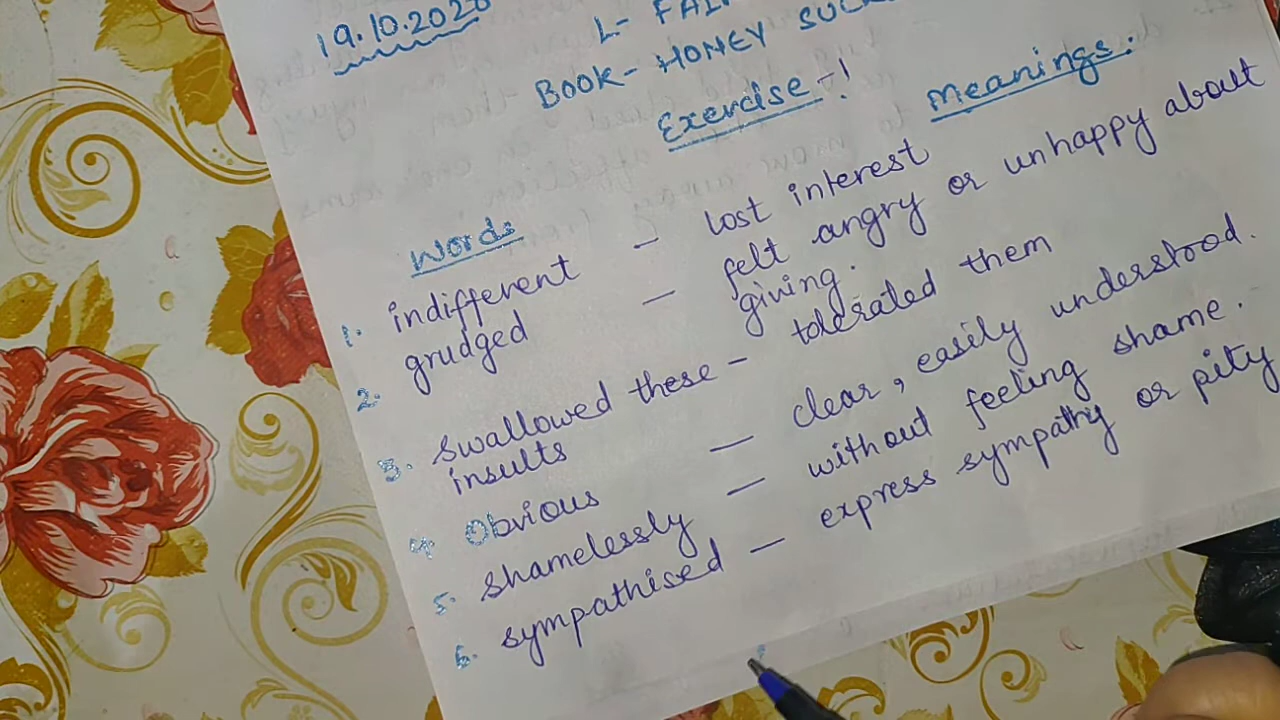 19.10.2020
L- FAI
BOOK- HONEY SUC
Exercise -!
Words
Meanings:
1. indifferent — lost interest
2. grudged — felt angry or unhappy about
giving.
3. swallowed these - tolerated them
insults
4. Obvious — clear, easily understood.
5. shamelessly — without feeling shame.
6. sympathised — express sympathy or pity